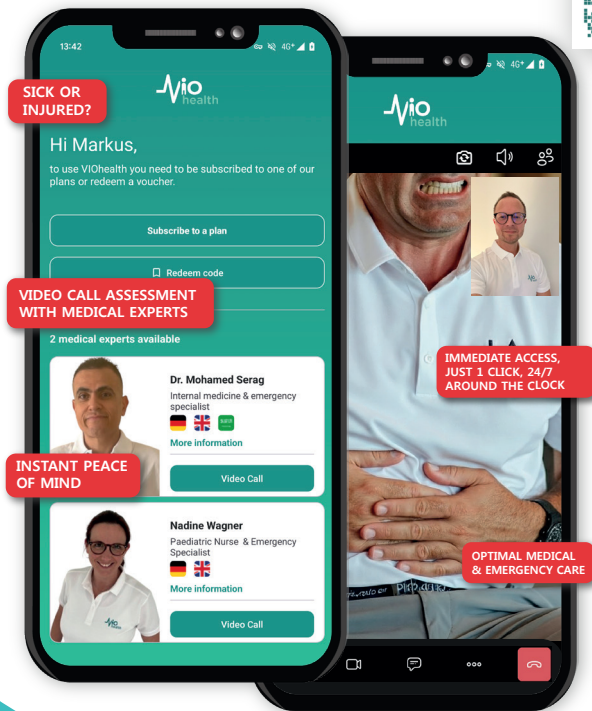 13:42
4G+
VIO
health
SICK OR
INJURED?
Hi Markus,
to use VIOhealth you need to be subscribed to one of our
plans or redeem a voucher.
Subscribe to a plan
Redeem code
VIDEO CALL ASSESSMENT
WITH MEDICAL EXPERTS
2 medical experts available
Dr. Mohamed Serag
Internal medicine & emergency
specialist
More information
Video Call
INSTANT PEACE
OF MIND
Nadine Wagner
Paediatric Nurse & Emergency
Specialist
More information
Video Call
4G+
VIO
health
IMMEDIATE ACCESS,
JUST 1 CLICK, 24/7
AROUND THE CLOCK
OPTIMAL MEDICAL
& EMERGENCY CARE